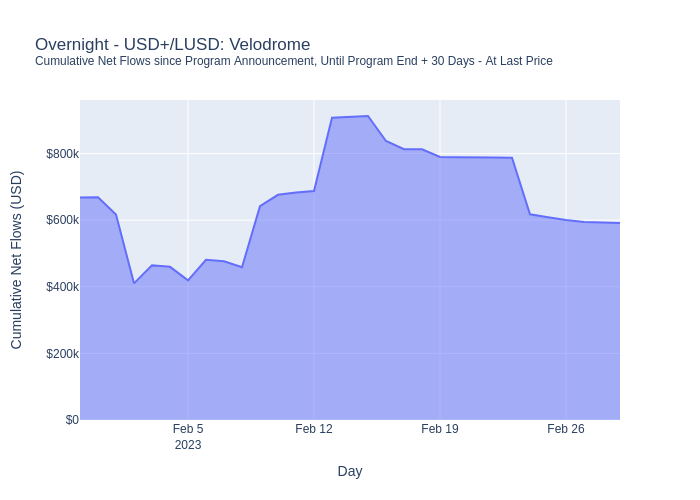 Overnight - USD+/LUSD: Velodrome
Cumulative Net Flows since Program Announcement, Until Program End + 30 Days - At Last Price
Cumulative Net Flows (USD)
$800k
$600k
$400k
$200k
$0
Feb 5
2023
Feb 12
Feb 19
Feb 26
Day